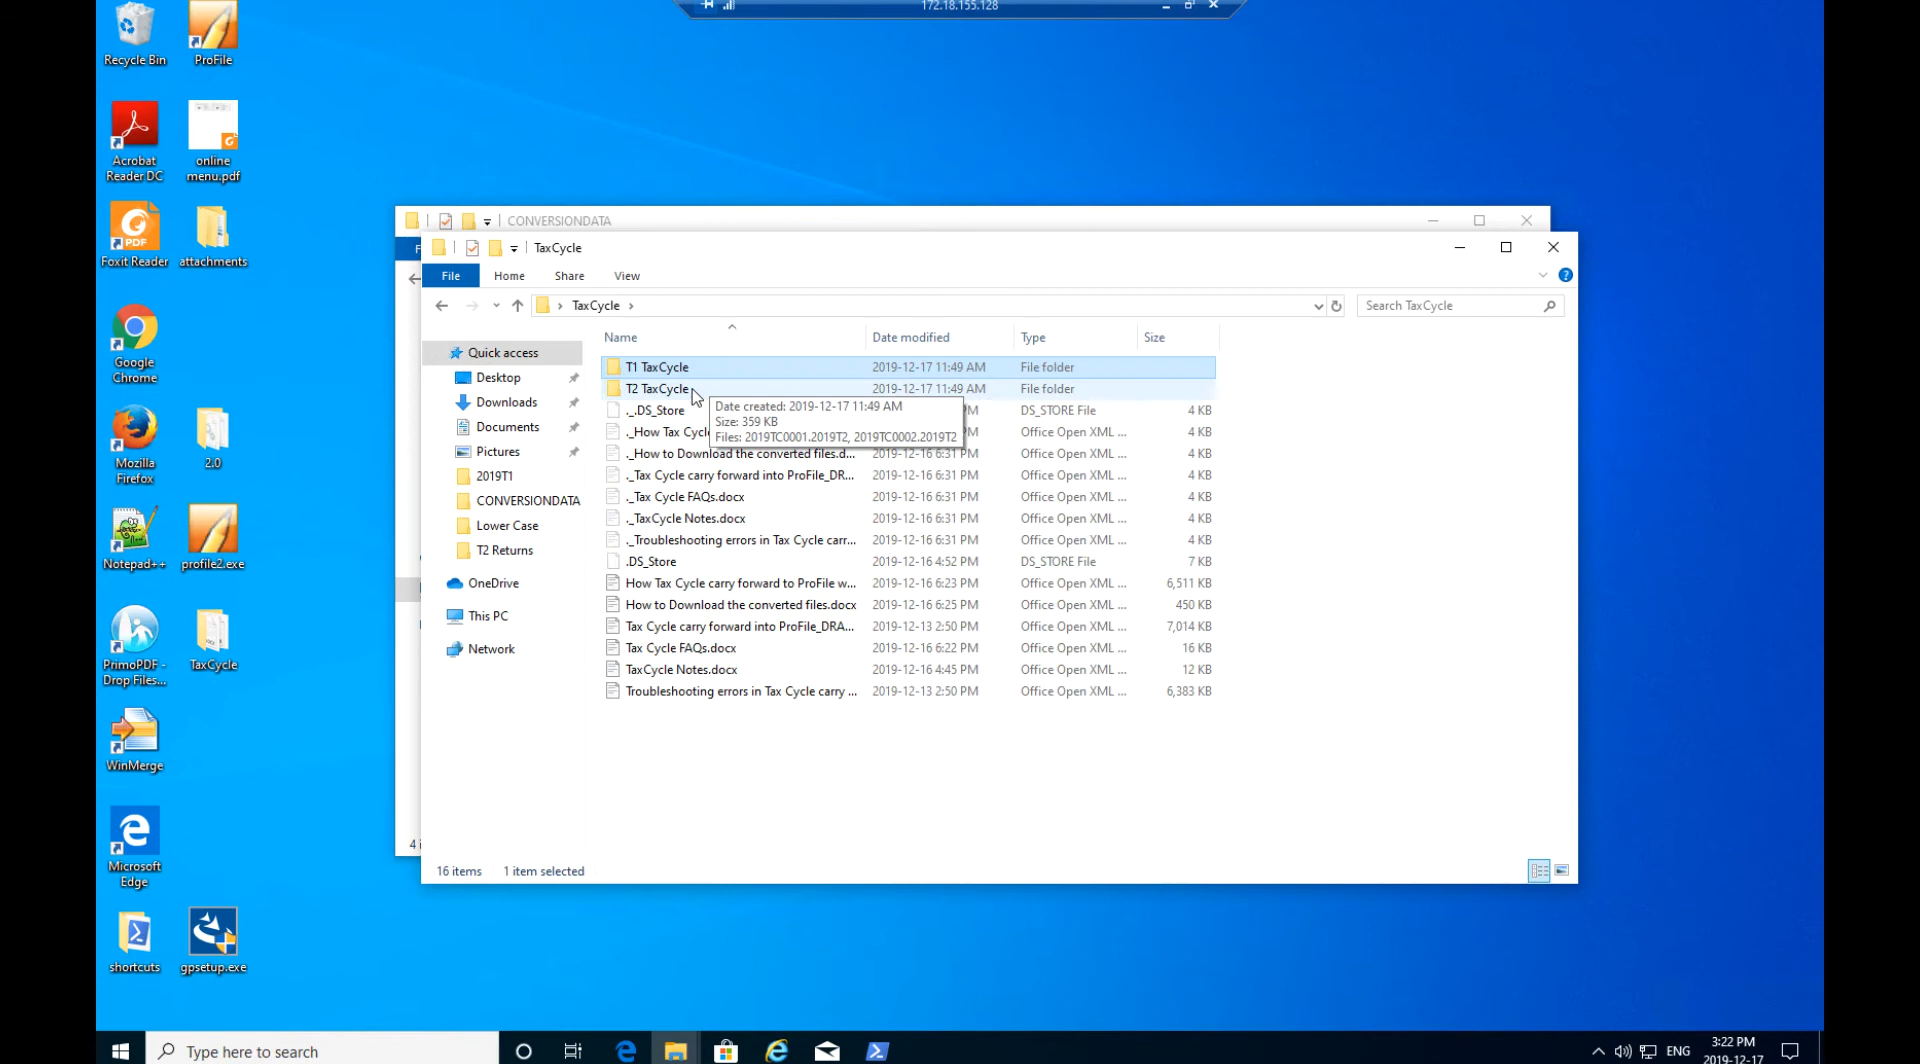 172.18.155.128
Recycle Bin
ProFile
Acrobat
Reader DC
online
menu.pdf
Foxit Reader
attachments
Google
Chrome
Mozilla
Firefox
2.0
Notepad++
profile2.exe
PrimoPDF -
Drop Files...
TaxCycle
WinMerge
Microsoft
Edge
shortcuts
gpsetup.exe
CONVERSIONDATA
F
4 i
TaxCycle
File
Home
Share
View
TaxCycle
Search TaxCycle
Name
Date modified
Type
Size
Quick access
Desktop
Downloads
Documents
Pictures
2019T1
CONVERSIONDATA
Lower Case
T2 Returns
OneDrive
This PC
Network
T1 TaxCycle 2019-12-17 11:49 AM File folder
T2 TaxCycle 2019-12-17 11:49 AM File folder
._.DS_Store M DS_STORE File 4 KB
._How Tax Cycl M Office Open XML ... 4 KB
._How to Download the converted files.d... 2019-12-16 6:31 PM Office Open XML ... 4 KB
._Tax Cycle carry forward into ProFile_DR... 2019-12-16 6:31 PM Office Open XML ... 4 KB
._Tax Cycle FAQs.docx 2019-12-16 6:31 PM Office Open XML ... 4 KB
._TaxCycle Notes.docx 2019-12-16 6:31 PM Office Open XML ... 4 KB
._Troubleshooting errors in Tax Cycle carr... 2019-12-16 6:31 PM Office Open XML ... 4 KB
.DS_Store 2019-12-16 4:52 PM DS_STORE File 7 KB
How Tax Cycle carry forward to ProFile w... 2019-12-16 6:23 PM Office Open XML ... 6,511 KB
How to Download the converted files.docx 2019-12-16 6:25 PM Office Open XML ... 450 KB
Tax Cycle carry forward into ProFile_DRA... 2019-12-13 2:50 PM Office Open XML ... 7,014 KB
Tax Cycle FAQs.docx 2019-12-16 6:22 PM Office Open XML ... 16 KB
TaxCycle Notes.docx 2019-12-16 4:45 PM Office Open XML ... 12 KB
Troubleshooting errors in Tax Cycle carry ... 2019-12-13 2:50 PM Office Open XML ... 6,383 KB
Date created: 2019-12-17 11:49 AM
Size: 359 KB
Files: 2019TC0001.2019T2, 2019TC0002.2019T2
16 items
1 item selected
Type here to search
ENG
3:22 PM
2019-12-17